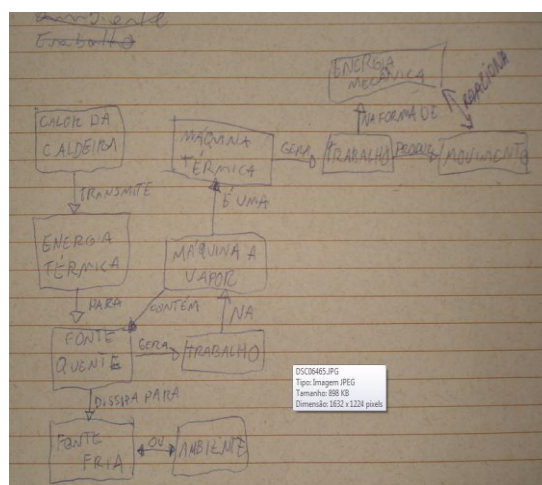 Ambiente
Trabalho
ENERGIA
MECÂNICA
RELACIONA
NA FORMA DE
CALOR DA
CALDEIRA
MÁQUINA
TÉRMICA
GERA
TRABALHO
PRODUZ
MOVIMENTO
TRANSMITE
É UMA
ENERGIA
TÉRMICA
MÁQUINA A
VAPOR
PARA
CONTÉM
NA
FONTE
QUENTE
GERA
TRABALHO
DISSIPA PARA
FONTE
FRIA
OU
AMBIENTE
DSC06465.JPG
Tipo: Imagem JPEG
Tamanho: 898 KB
Dimensão: 1632 x 1224 pixels